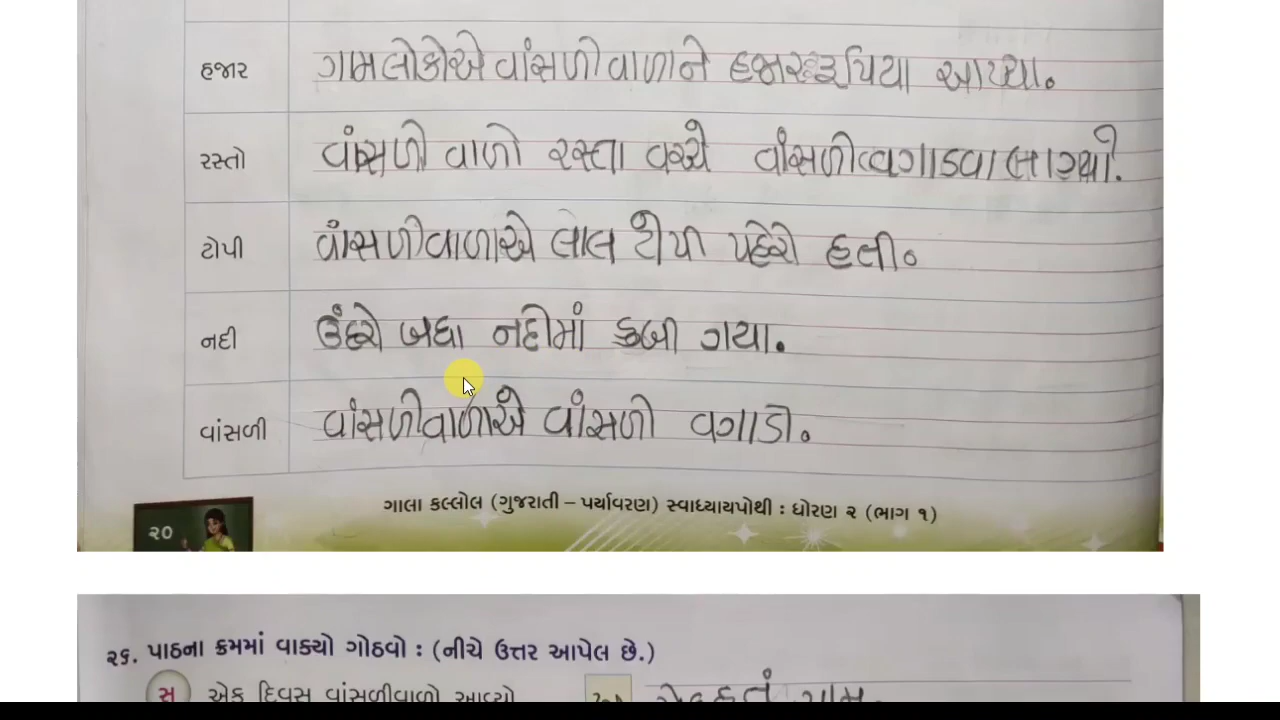 હજાર ગામલોકોએ વાંસળીવાળાને હજાર રૂપિયા આપ્યા.
રસ્તો વાંસળી વાળો રસ્તા વચ્ચે વાંસળી વગાડવા લાગ્યો.
ટોપી વાંસળીવાળાએ લાલ ટોપી પહેરી હતી.
નદી ઉંદરો બધા નદીમાં ડૂબી ગયા.
વાંસળી વાંસળીવાળાએ વાંસળી વગાડી.
ગાલા કલ્લોલ (ગુજરાતી – પર્યાવરણ) સ્વાધ્યાયપોથી : ધોરણ ૨ (ભાગ ૧)
૨૦
૨૬. પાઠના ક્રમમાં વાક્યો ગોઠવો : (નીચે ઉત્તર આપેલ છે.)
સ એક દિવસ વાંસળીવાળો આવ્યો ગામ.